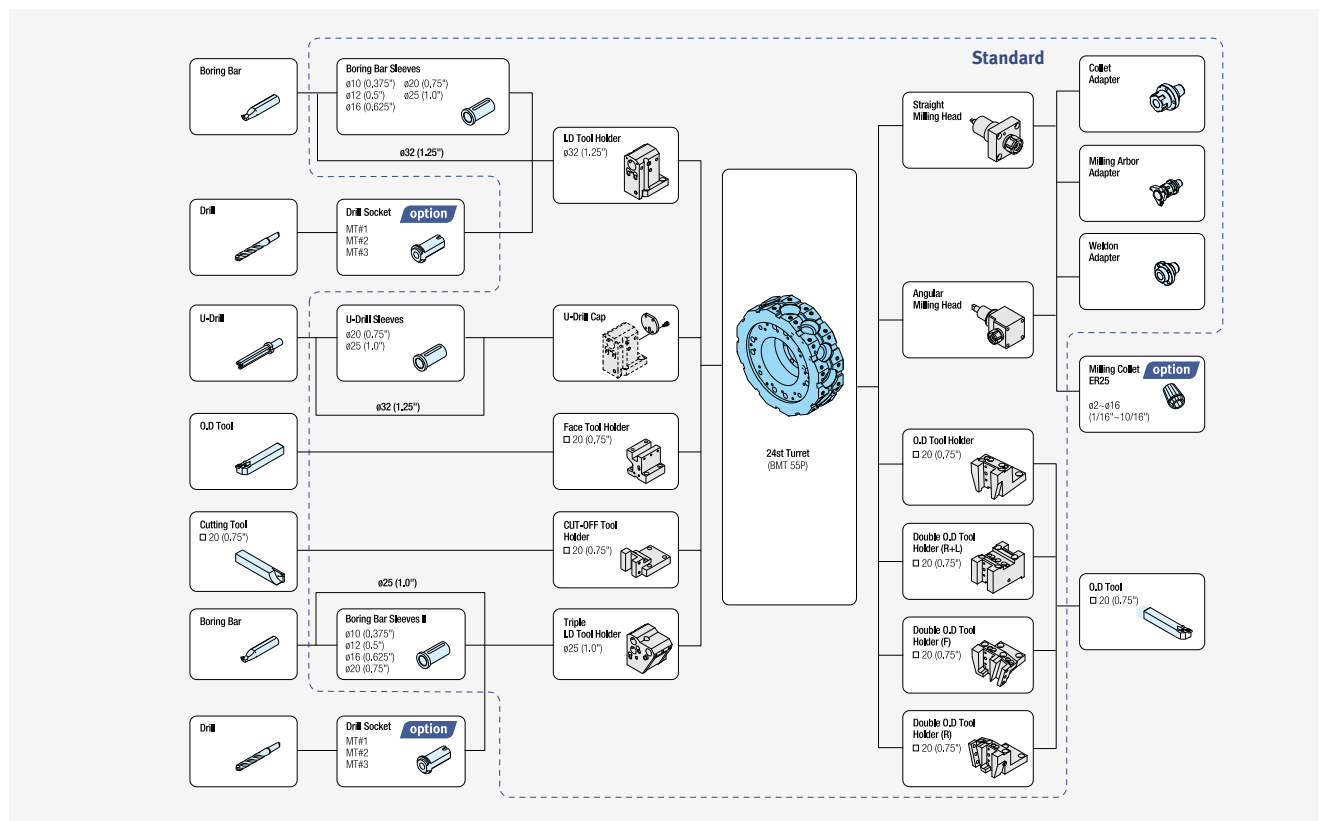 Standard
Boring Bar
Boring Bar Sleeves
ø10 (0.375") ø20 (0.75")
ø12 (0.5") ø25 (1.0")
ø16 (0.625")
ø32 (1.25")
I.D Tool Holder
ø32 (1.25")
Drill
Drill Socket
option
MT#1
MT#2
MT#3
U-Drill
U-Drill Sleeves
ø20 (0.75")
ø25 (1.0")
ø32 (1.25")
U-Drill Cap
O.D Tool
Face Tool Holder
20 (0.75")
Cutting Tool
20 (0.75")
CUT-OFF Tool
Holder
20 (0.75")
ø25 (1.0")
Boring Bar
Boring Bar Sleeves II
ø10 (0.375")
ø12 (0.5")
ø16 (0.625")
ø20 (0.75")
Triple
I.D Tool Holder
ø25 (1.0")
Drill
Drill Socket
option
MT#1
MT#2
MT#3
24st Turret
(BMT 55P)
Straight
Milling Head
Angular
Milling Head
O.D Tool Holder
20 (0.75")
Double O.D Tool
Holder (R+L)
20 (0.75")
Double O.D Tool
Holder (F)
20 (0.75")
Double O.D Tool
Holder (R)
20 (0.75")
Collet
Adapter
Milling Arbor
Adapter
Weldon
Adapter
Milling Collet
ER25
option
ø2~ø16
(1/16"~10/16")
O.D Tool
20 (0.75")